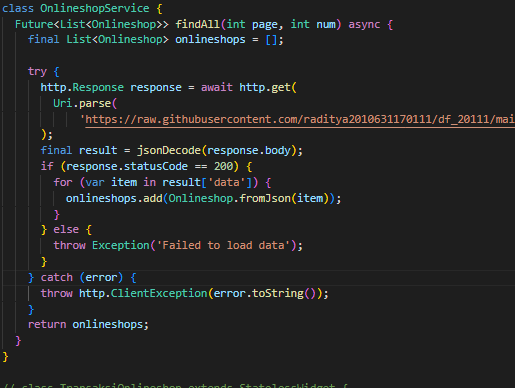 class OnlineshopService {
  Future<List<Onlineshop>> findAll(int page, int num) async {
    final List<Onlineshop> onlineshops = [];
    try {
      http.Response response = await http.get(
        Uri.parse(
            'https://raw.githubusercontent.com/raditya2010631170111/df_20111/mai
      );
      final result = jsonDecode(response.body);
      if (response.statusCode == 200) {
        for (var item in result['data']) {
          onlineshops.add(Onlineshop.fromJson(item));
        }
      } else {
        throw Exception('Failed to load data');
      }
    } catch (error) {
      throw http.ClientException(error.toString());
    }
    return onlineshops;
  }
}
// class TransaksiOnlineshop extends StatelessWidget {